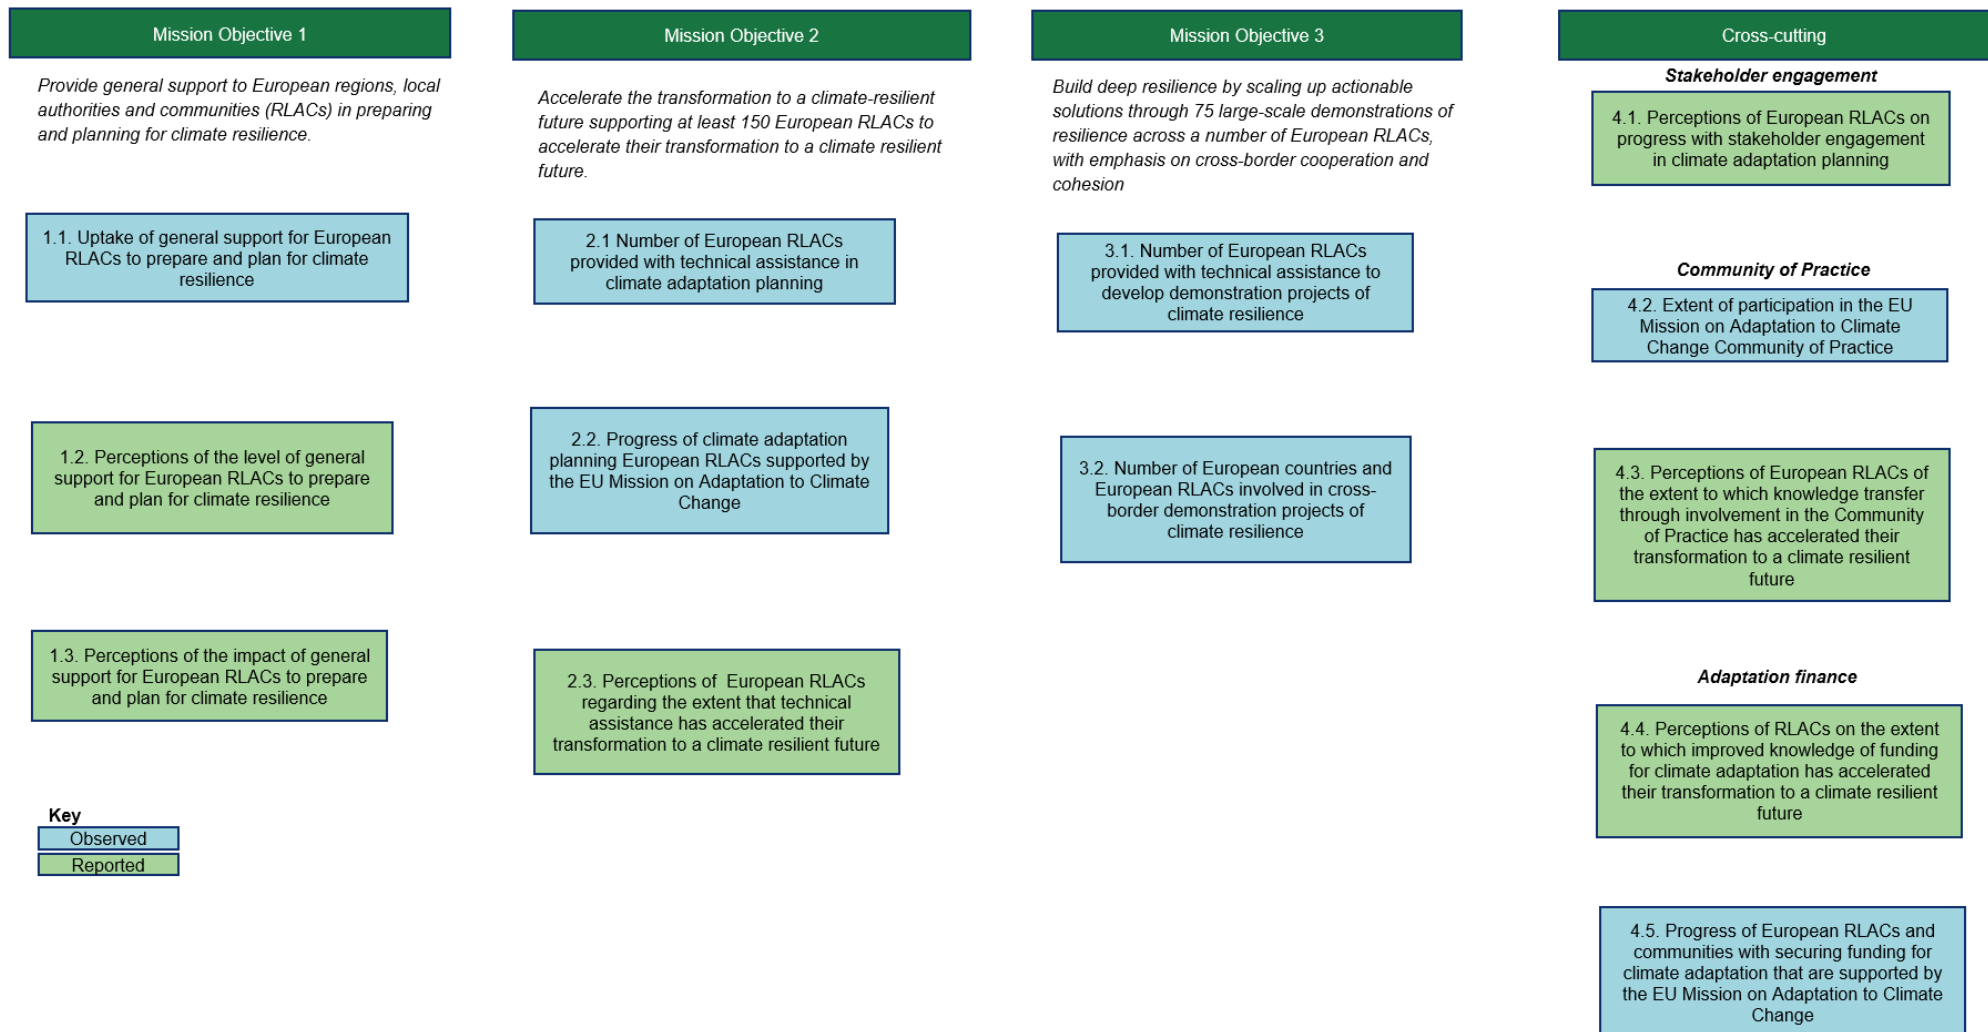 Mission Objective 1
Provide general support to European regions, local
authorities and communities (RLACs) in preparing
and planning for climate resilience.
1.1. Uptake of general support for European
RLACs to prepare and plan for climate
resilience
1.2. Perceptions of the level of general
support for European RLACs to prepare
and plan for climate resilience
1.3. Perceptions of the impact of general
support for European RLACs to prepare
and plan for climate resilience
Key
Observed
Reported
Mission Objective 2
Accelerate the transformation to a climate-resilient
future supporting at least 150 European RLACs to
accelerate their transformation to a climate resilient
future.
2.1 Number of European RLACs
provided with technical assistance in
climate adaptation planning
2.2. Progress of climate adaptation
planning European RLACs supported by
the EU Mission on Adaptation to Climate
Change
2.3. Perceptions of European RLACs
regarding the extent that technical
assistance has accelerated their
transformation to a climate resilient future
Mission Objective 3
Build deep resilience by scaling up actionable
solutions through 75 large-scale demonstrations of
resilience across a number of European RLACs,
with emphasis on cross-border cooperation and
cohesion
3.1. Number of European RLACs
provided with technical assistance to
develop demonstration projects of
climate resilience
3.2. Number of European countries and
European RLACs involved in cross-
border demonstration projects of
climate resilience
Cross-cutting
Stakeholder engagement
4.1. Perceptions of European RLACs on
progress with stakeholder engagement
in climate adaptation planning
Community of Practice
4.2. Extent of participation in the EU
Mission on Adaptation to Climate
Change Community of Practice
4.3. Perceptions of European RLACs of
the extent to which knowledge transfer
through involvement in the Community
of Practice has accelerated their
transformation to a climate resilient
future
Adaptation finance
4.4. Perceptions of RLACs on the extent
to which improved knowledge of funding
for climate adaptation has accelerated
their transformation to a climate resilient
future
4.5. Progress of European RLACs and
communities with securing funding for
climate adaptation that are supported by
the EU Mission on Adaptation to Climate
Change